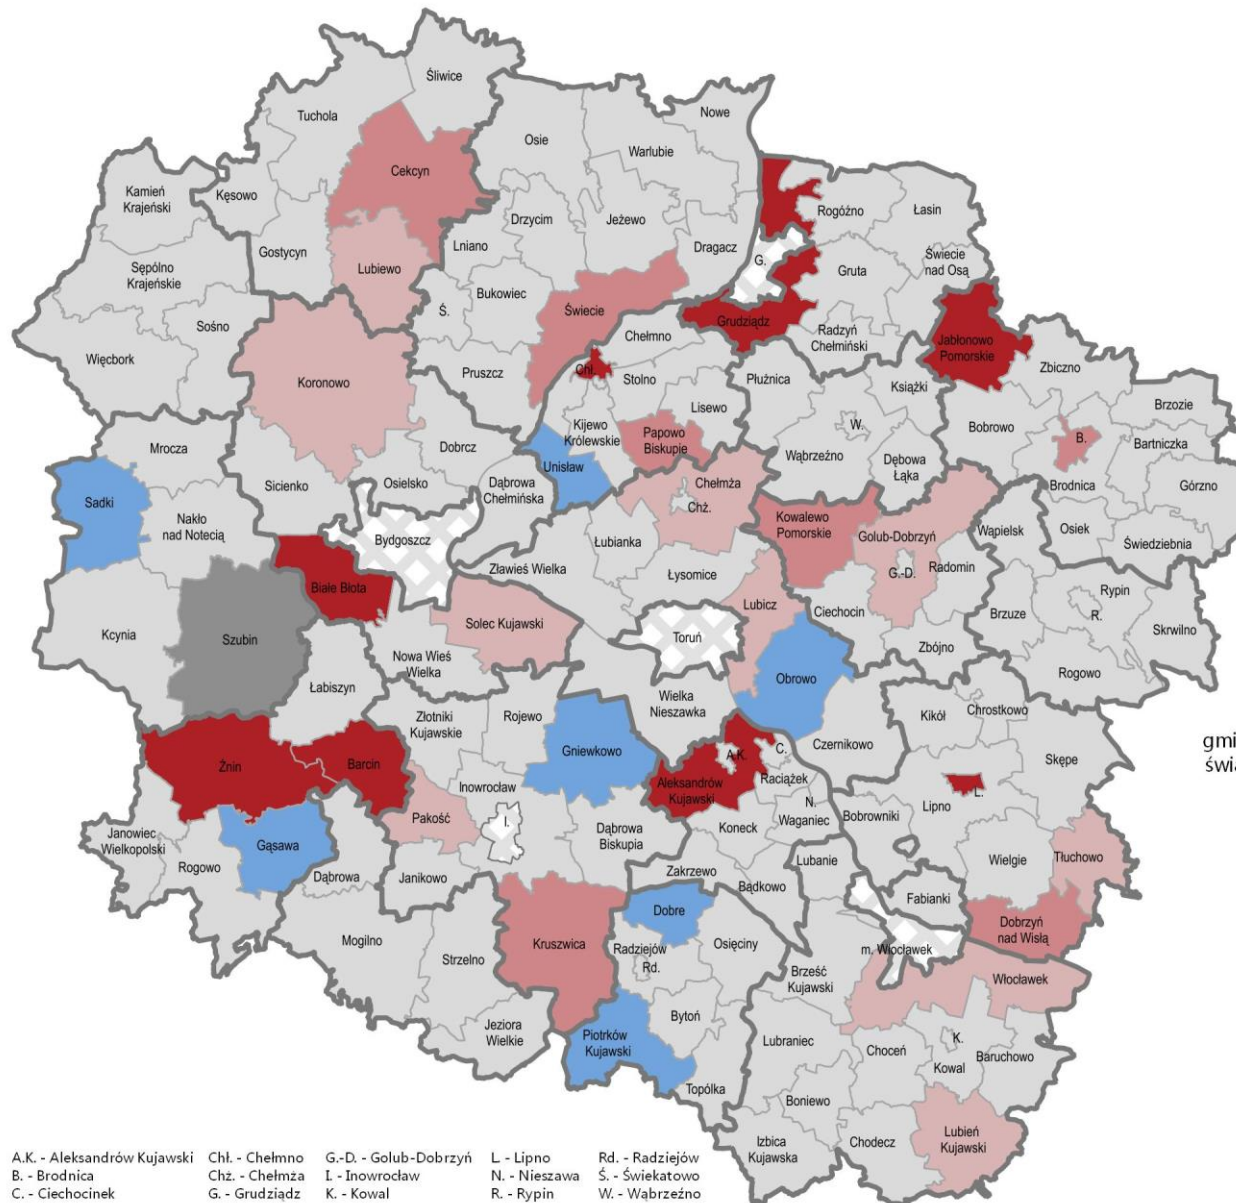 Śliwice
Nowe
Tuchola
Osie
Warlubie
Cekcyn
Kamień
Krajeński
Kęsowo
Rogóźno
Łasin
Drzycim
Jeżewo
Gostycyn
Lniano
Dragacz
G.
Świecie
nad Osą
Sępólno
Krajeńskie
Lubiewo
Gruta
Bukowiec
Ś.
Świecie
Sośno
Grudziądz
Chełmno
Radzyń
Chełmiński
Jabłonowo
Pomorskie
Więcbork
Koronowo
Pruszcz
Chł.
Stolno
Płużnica
Książki
Zbiczno
Lisewo
Brzozie
Kijewo
Królewskie
Papowo
Biskupie
W.
Bobrowo
B.
Bartniczka
Mrocza
Dobrcz
Unisław
Wąbrzeźno
Dębowa
Łąka
Sadki
Sicienko
Osielsko
Dąbrowa
Chełmińska
Chełmża
Chż.
Brodnica
Górzno
Nakło
nad Notecią
Bydgoszcz
Kowalewo
Pomorskie
Golub-Dobrzyń
Wąpielsk
Osiek
Świedziebnia
Łubianka
G.-D.
Radomin
Zławieś Wielka
Łysomice
Białe Błota
Lubicz
Ciechocin
Rypin
R.
Kcynia
Szubin
Solec Kujawski
Toruń
Brzuze
Skrwilno
Zbójno
Nowa Wieś
Wielka
Rogowo
Łabiszyn
Obrowo
Wielka
Nieszawka
Złotniki
Kujawskie
Rojewo
Kikół
Chrostkowo
Gniewkowo
Czernikowo
gmi
świa
Żnin
Barcin
A.K.
C.
Skępe
Aleksandrów
Kujawski
Raciążek
Inowrocław
L.
Pakość
I.
N.
Waganiec
Bobrowniki
Lipno
Janowiec
Wielkopolski
Gąsawa
Dąbrowa
Biskupia
Koneck
Wielgie
Tłuchowo
Rogowo
Dąbrowa
Janikowo
Zakrzewo
Lubanie
Bądkowo
Fabianki
Dobre
Dobrzyń
nad Wisłą
Mogilno
Kruszwica
Osięciny
Radziejów
Rd.
m. Włocławek
Strzelno
Brześć
Kujawski
Włocławek
Bytoń
Jeziora
Wielkie
Piotrków
Kujawski
Lubraniec
Choceń
K.
Kowal
Baruchowo
Topólka
Boniewo
Izbica
Kujawska
Chodecz
Lubień
Kujawski
A.K. - Aleksandrów Kujawski Chł. - Chełmno G.-D. - Golub-Dobrzyń L. - Lipno Rd. - Radziejów
B. - Brodnica Chż. - Chełmża I. - Inowrocław N. - Nieszawa Ś. - Świekatowo
C. - Ciechocinek G. - Grudziądz K. - Kowal R. - Rypin W. - Wąbrzeźno